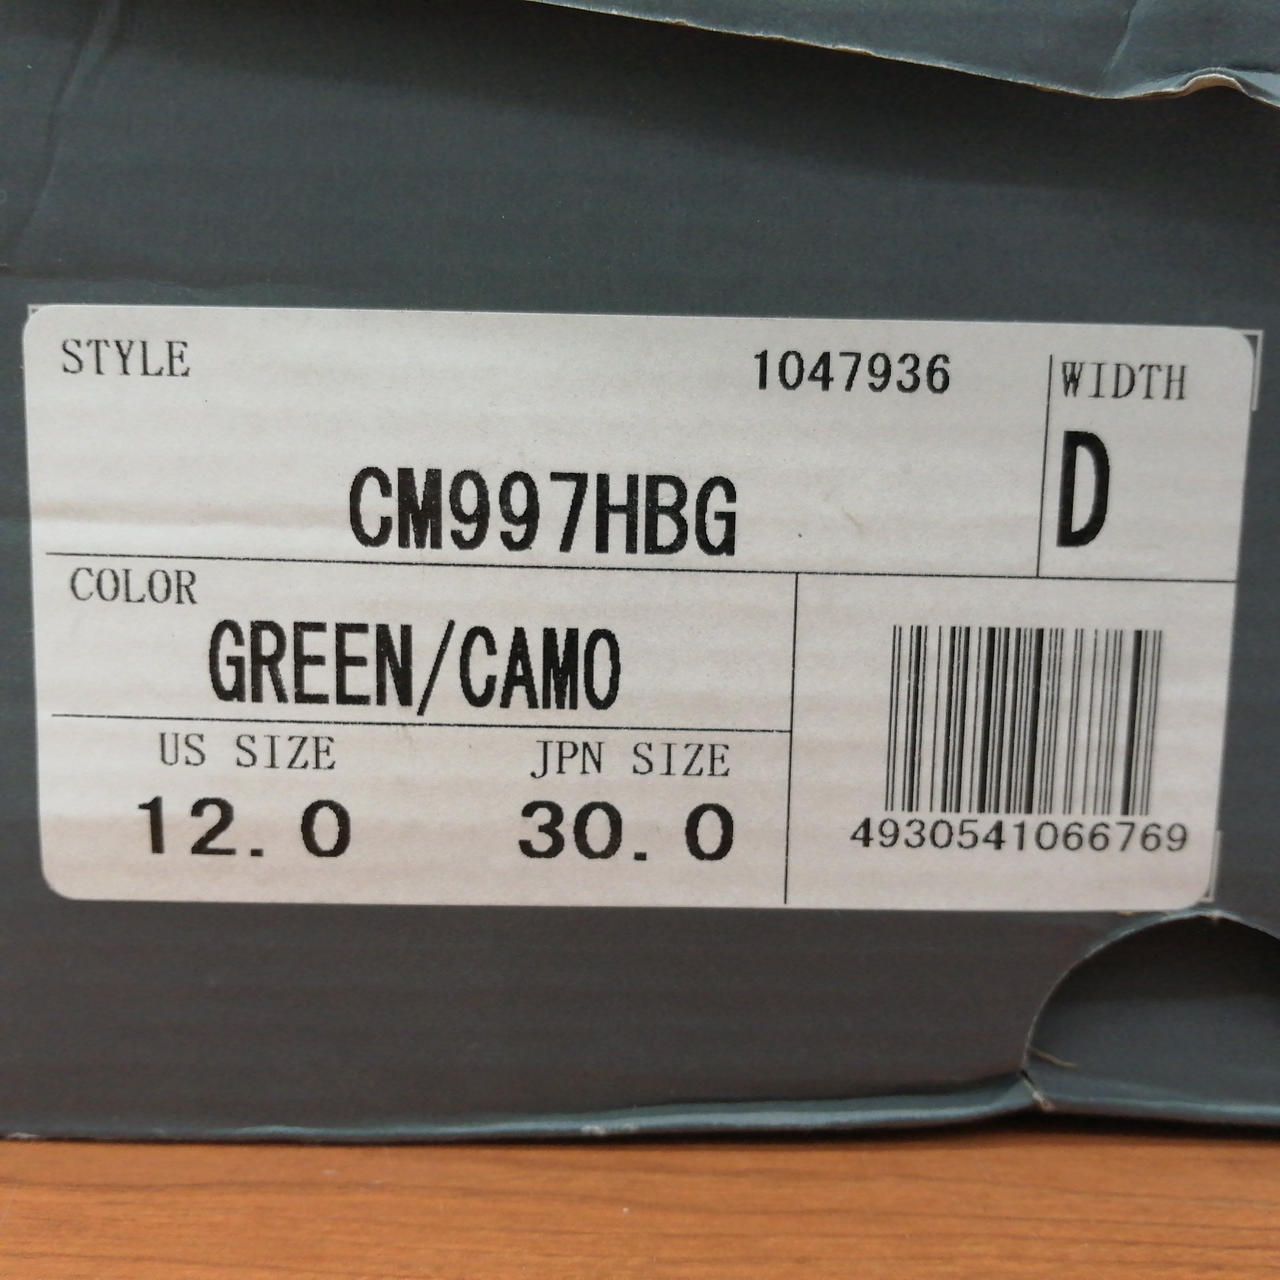 STYLE 1047936 WIDTH
CM997HBG D
COLOR
GREEN/CAMO
US SIZE JPN SIZE
12.0 30.0
4930541066769